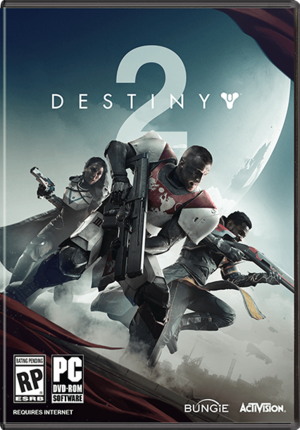 2
DESTINY
RATING PENDING
RP
ESRB
PC
DVD-ROM
SOFTWARE
REQUIRES INTERNET
BUNGIE
ACTIVISION.